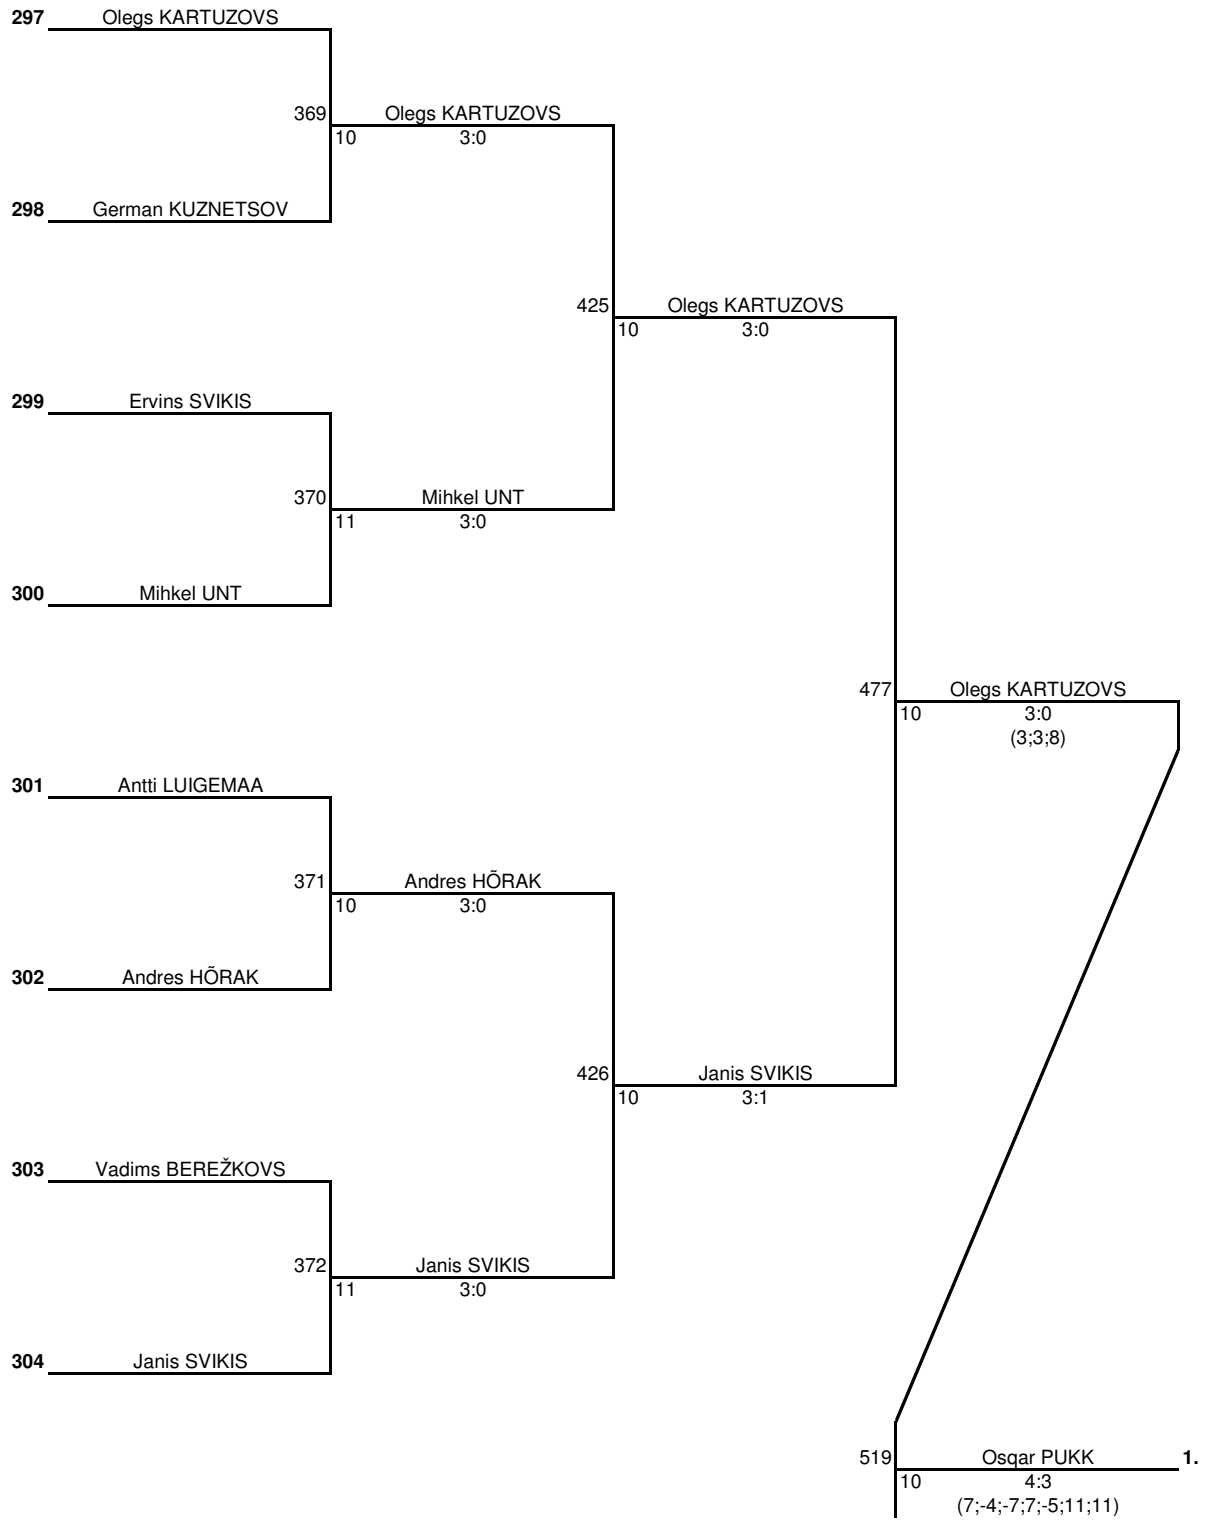 297 Olegs KARTUZOVS
369 Olegs KARTUZOVS
10 3:0
298 German KUZNETSOV
425 Olegs KARTUZOVS
10 3:0
299 Ervins SVIKIS
370 Mihkel UNT
11 3:0
300 Mihkel UNT
477 Olegs KARTUZOVS
10 3:0
(3;3;8)
301 Antti LUIGEMAA
371 Andres HÕRAK
10 3:0
302 Andres HÕRAK
426 Janis SVIKIS
10 3:1
303 Vadims BEREŽKOVS
372 Janis SVIKIS
11 3:0
304 Janis SVIKIS
519 Osqar PUKK 1.
10 4:3
(7;-4;-7;7;-5;11;11)